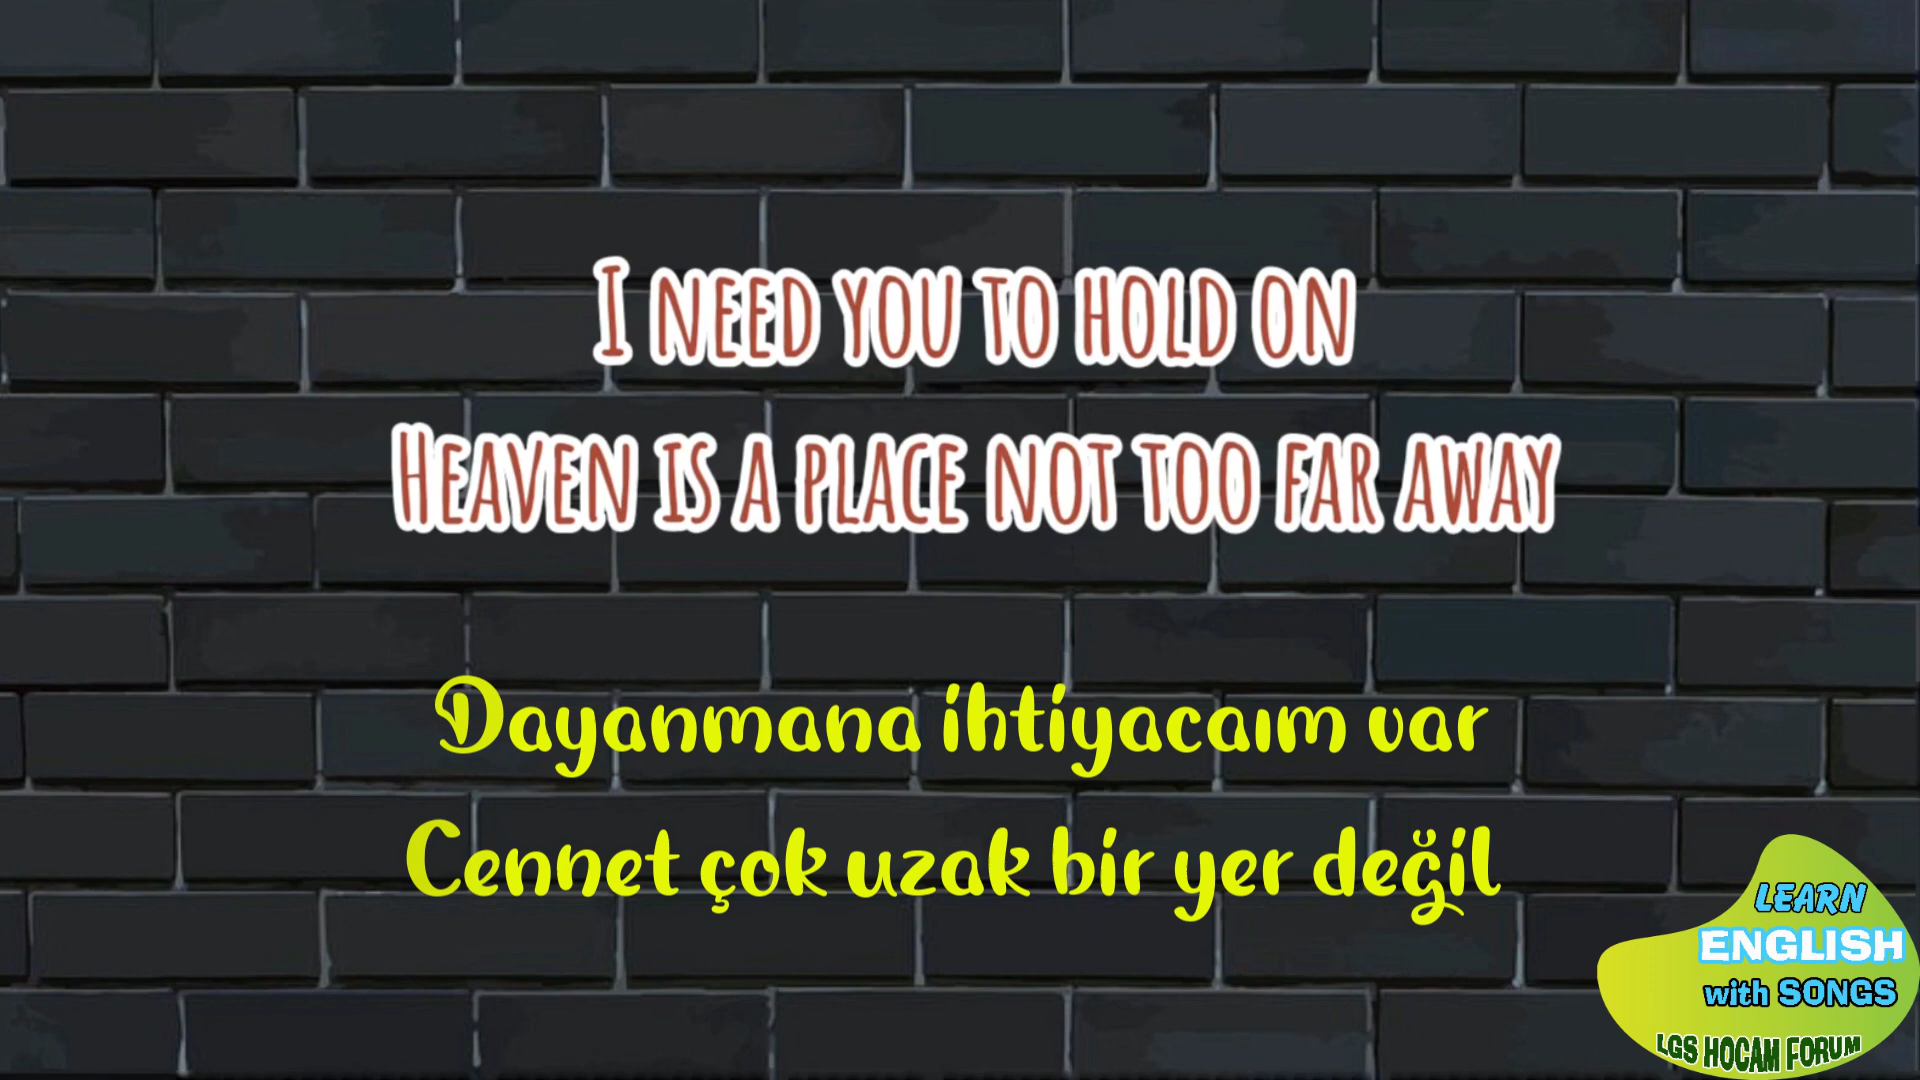 I need you to hold on
Heaven is a place not too far away
Dayanmana ihtiyacaım var
Cennet çok uzak bir yer değil
LEARN
ENGLISH
with SONGS
LGS HOCAM FORUM